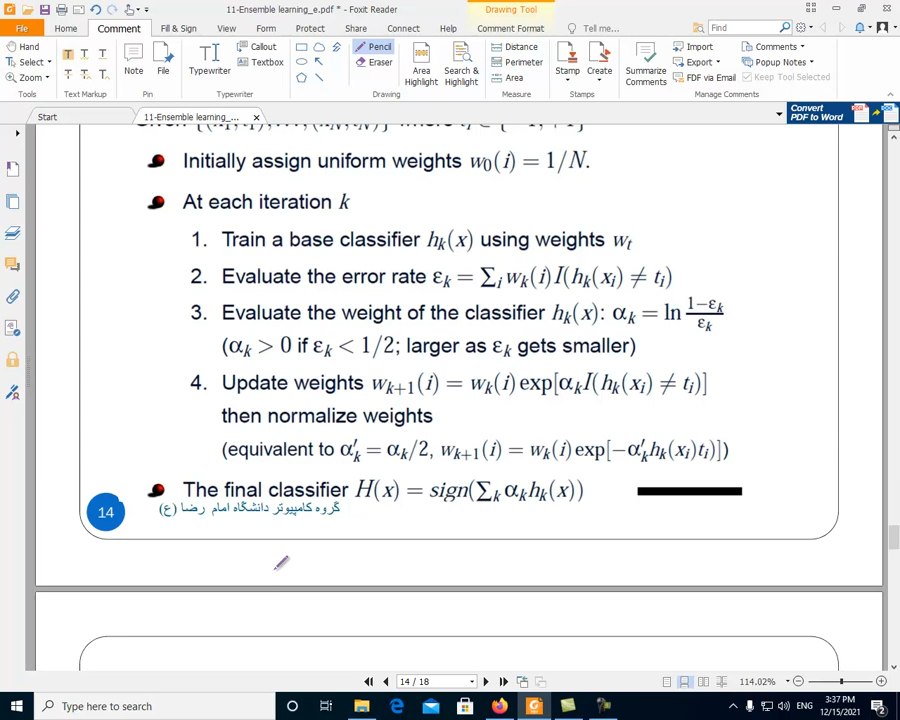 11-Ensemble learning_e.pdf * - Foxit Reader
Drawing Tool
File Home Comment Fill & Sign View Form Protect Share Connect Help Extras Comment Format Tell me... Find
Hand
Select
Zoom
Tools
Text Markup
Note
File
Pin
Typewriter
Callout
Textbox
Typewriter
Pencil
Eraser
Area Highlight
Search & Highlight
Drawing
Distance
Perimeter
Area
Measure
Stamp
Create
Stamps
Summarize Comments
Import
Export
FDF via Email
Comments
Popup Notes
Keep Tool Selected
Manage Comments
Start
11-Ensemble learning_...
Convert PDF to Word
Initially assign uniform weights w₀(i) = 1/N.
At each iteration k
1. Train a base classifier hₖ(x) using weights wₜ
2. Evaluate the error rate εₖ = ∑ᵢ wₖ(i)I(hₖ(xᵢ) ≠ tᵢ)
3. Evaluate the weight of the classifier hₖ(x): αₖ = ln (1−εₖ)/εₖ
(αₖ > 0 if εₖ < 1/2; larger as εₖ gets smaller)
4. Update weights wₖ₊₁(i) = wₖ(i) exp[αₖI(hₖ(xᵢ) ≠ tᵢ)]
then normalize weights
(equivalent to α′ₖ = αₖ/2, wₖ₊₁(i) = wₖ(i)exp[−α′ₖhₖ(xᵢ)tᵢ)])
The final classifier H(x) = sign(∑ₖ αₖhₖ(x))
گروه کامپیوتر دانشگاه امام رضا (ع)
14
14 / 18
114.02%
Type here to search
ENG
3:37 PM
12/15/2021
2